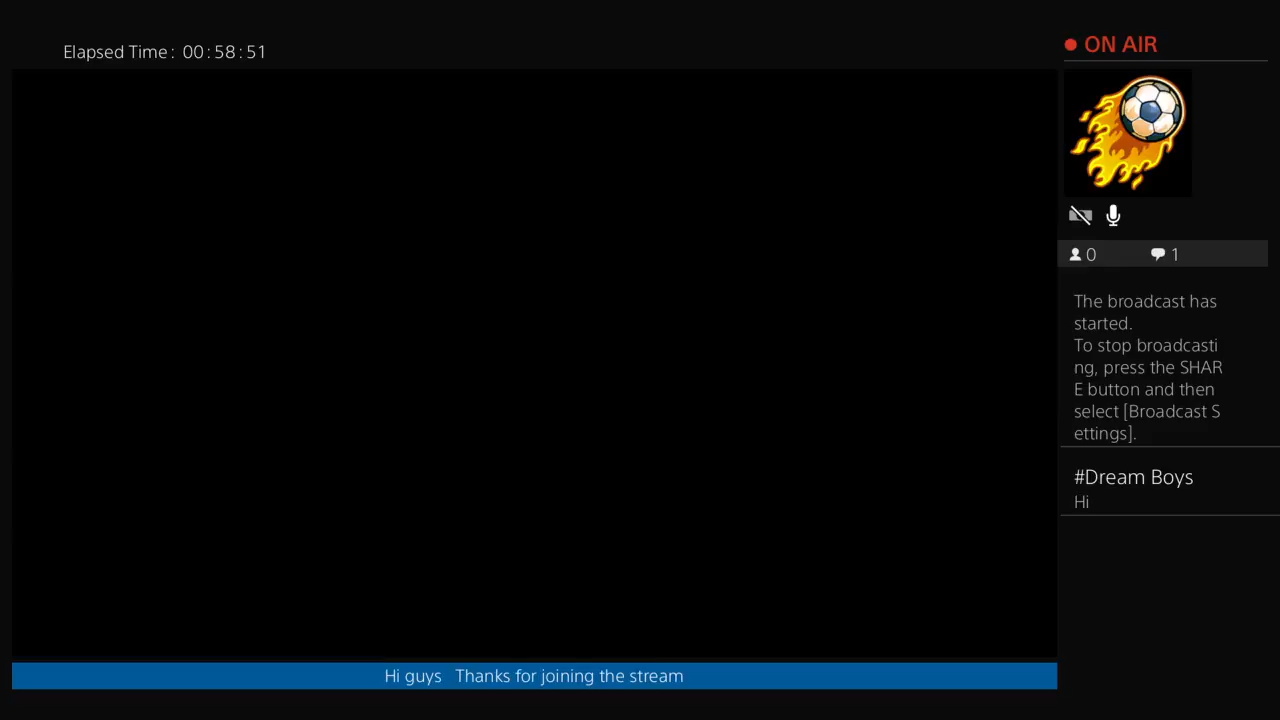 Elapsed Time: 00:58:51
ON AIR
0 1
The broadcast has
started.
To stop broadcasti
ng, press the SHAR
E button and then
select [Broadcast S
ettings].
#Dream Boys
Hi
Hi guys Thanks for joining the stream